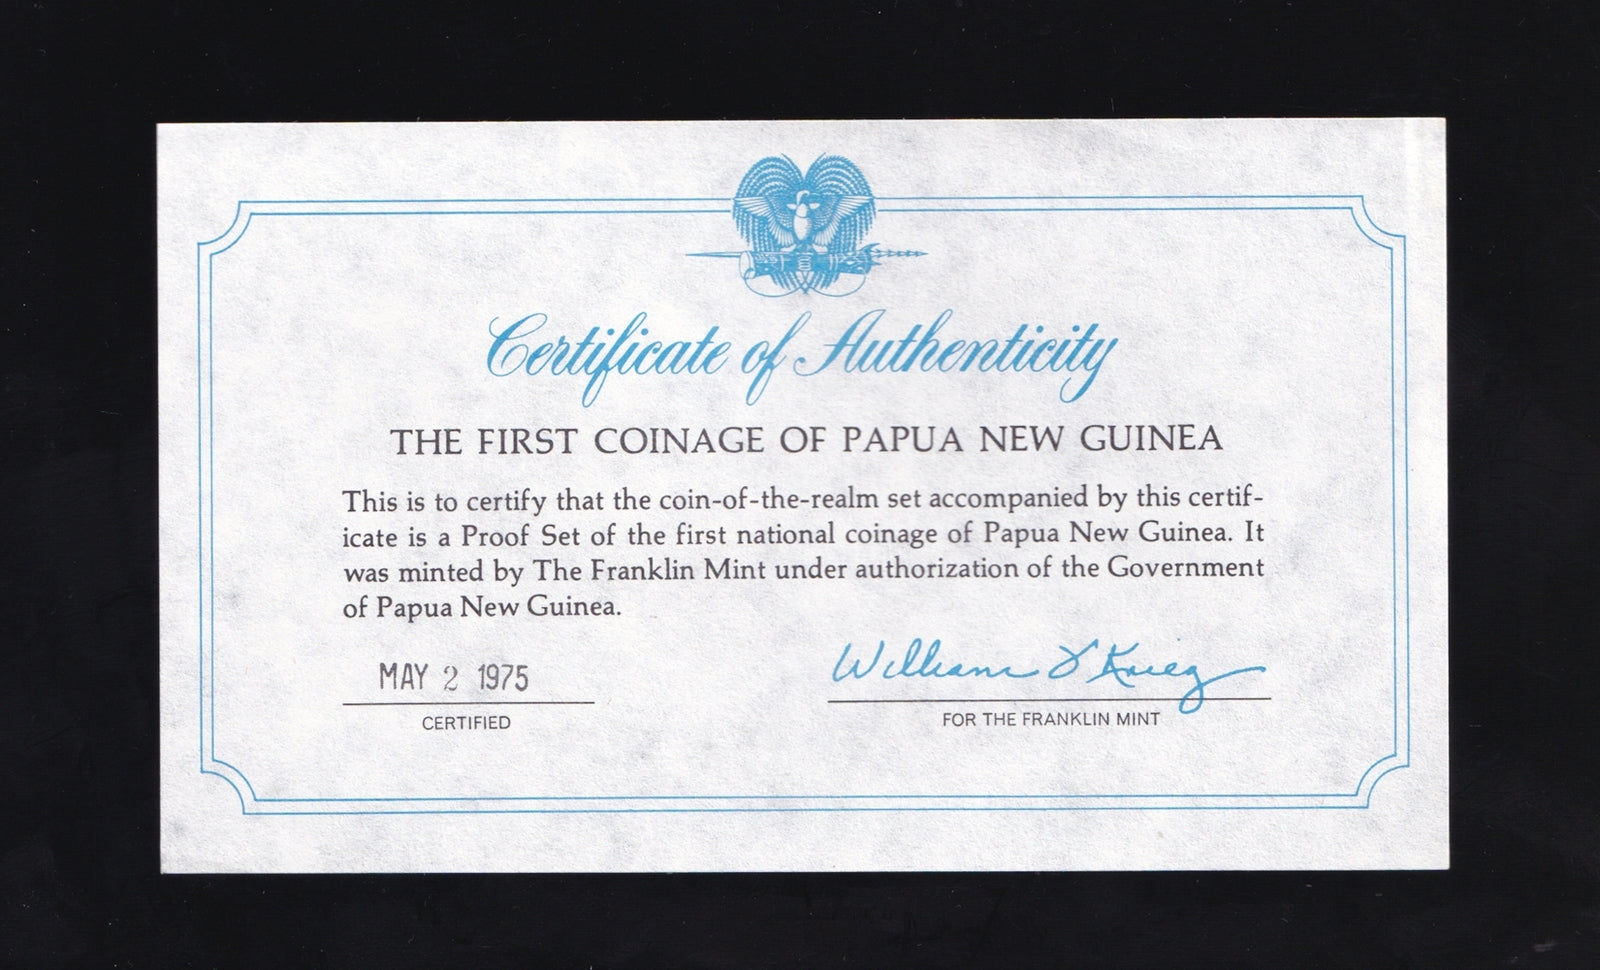 Certificate of Authenticity
THE FIRST COINAGE OF PAPUA NEW GUINEA
This is to certify that the coin-of-the-realm set accompanied by this certif-
icate is a Proof Set of the first national coinage of Papua New Guinea. It
was minted by The Franklin Mint under authorization of the Government
of Papua New Guinea.
MAY 2 1975
William F Krieg
CERTIFIED
FOR THE FRANKLIN MINT